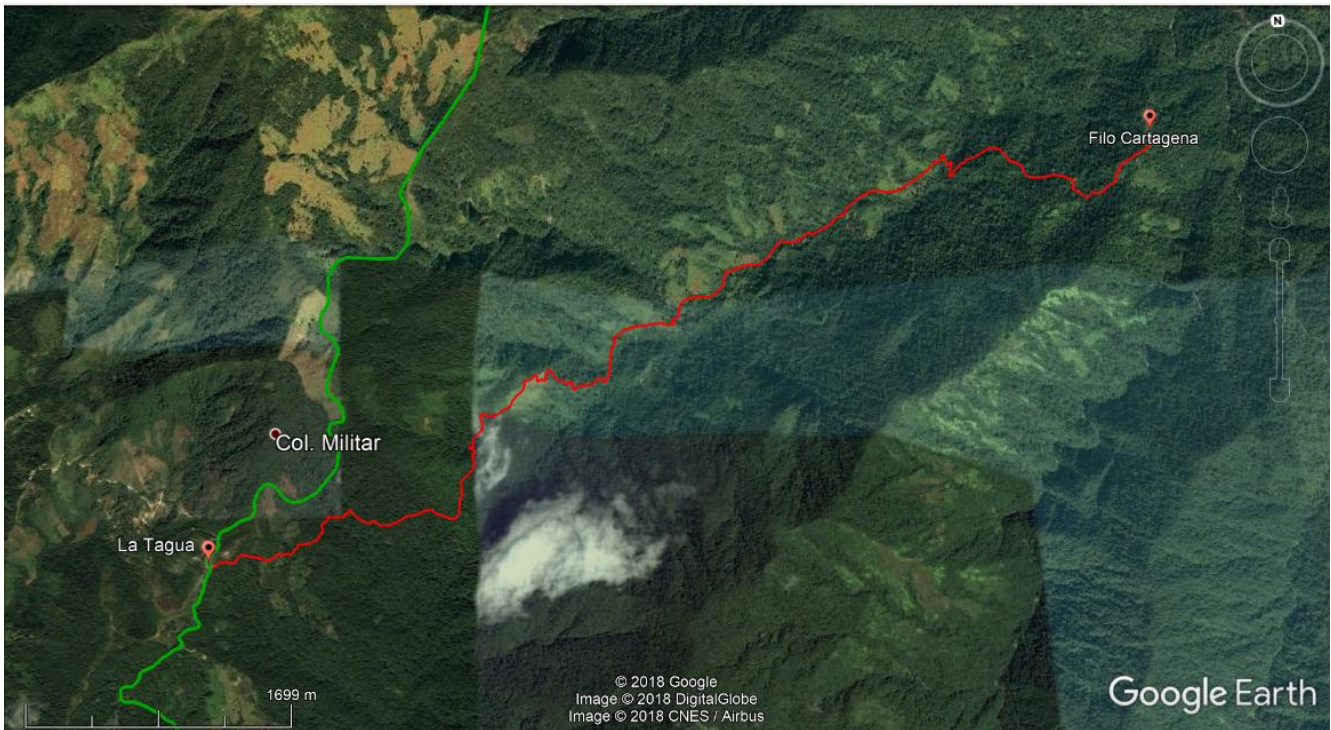 N
Filo Cartagena
Col. Militar
La Tagua
1699 m
© 2018 Google
Image © 2018 DigitalGlobe
Image © 2018 CNES / Airbus
Google Earth